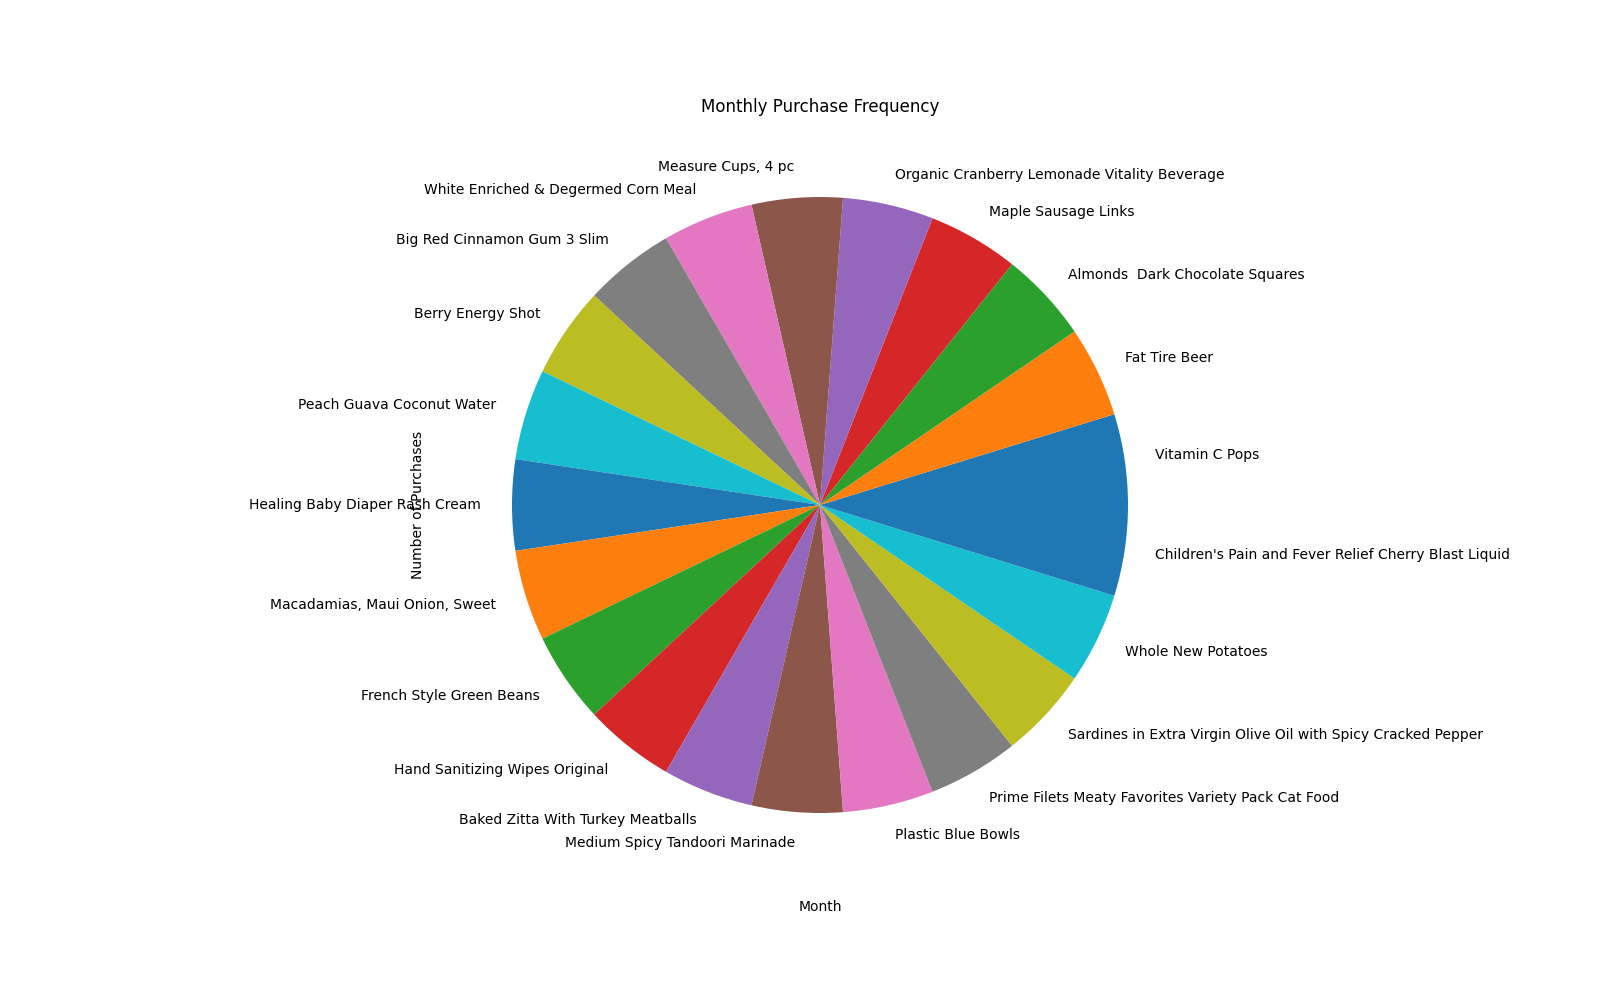 Monthly Purchase Frequency
Measure Cups, 4 pc
Organic Cranberry Lemonade Vitality Beverage
White Enriched & Degermed Corn Meal
Maple Sausage Links
Big Red Cinnamon Gum 3 Slim
Almonds  Dark Chocolate Squares
Berry Energy Shot
Fat Tire Beer
Peach Guava Coconut Water
Vitamin C Pops
Number of Purchases
Healing Baby Diaper Rash Cream
Children's Pain and Fever Relief Cherry Blast Liquid
Macadamias, Maui Onion, Sweet
Whole New Potatoes
French Style Green Beans
Sardines in Extra Virgin Olive Oil with Spicy Cracked Pepper
Hand Sanitizing Wipes Original
Prime Filets Meaty Favorites Variety Pack Cat Food
Baked Zitta With Turkey Meatballs
Plastic Blue Bowls
Medium Spicy Tandoori Marinade
Month